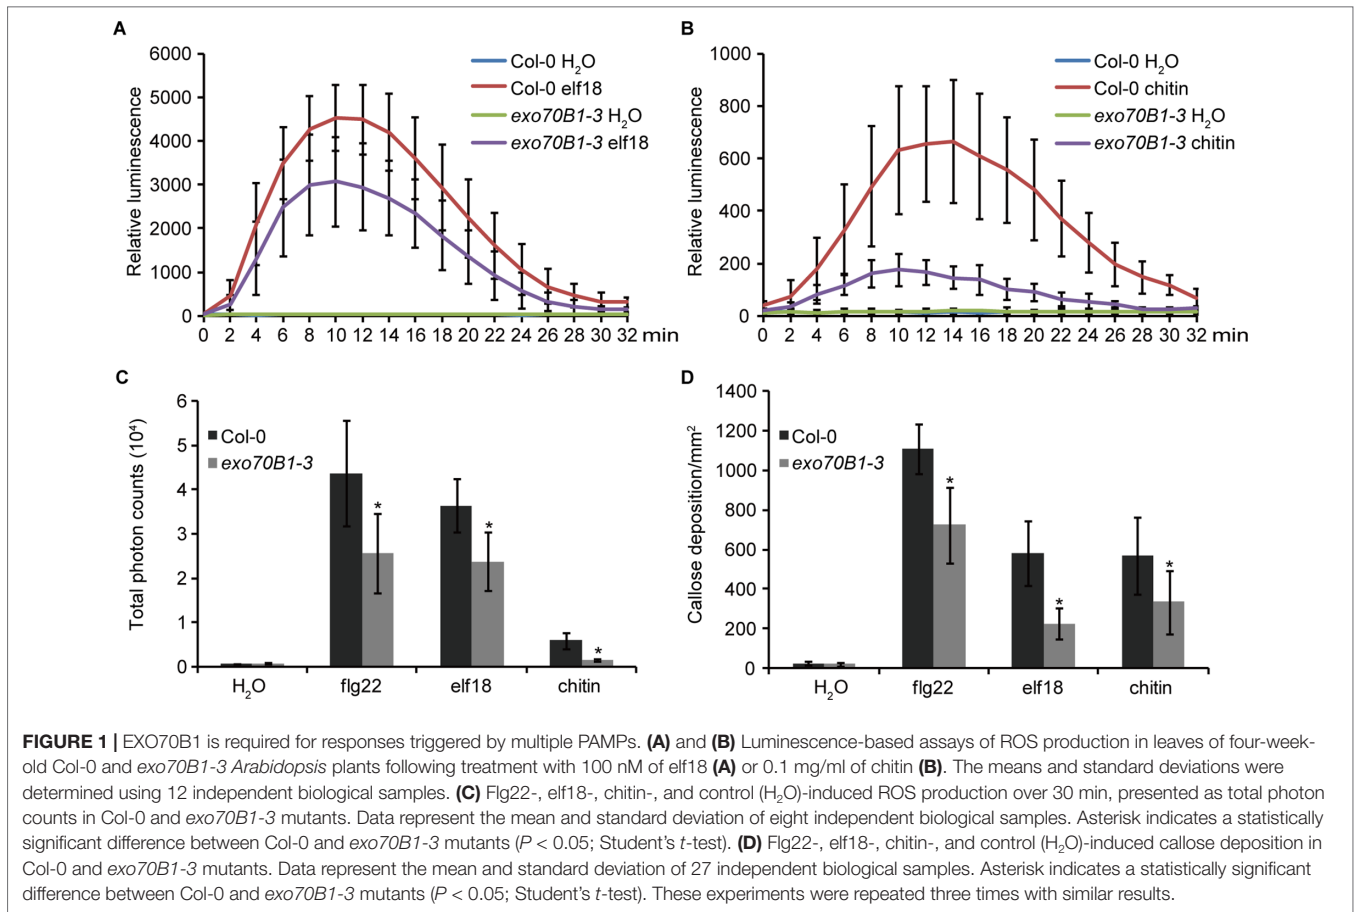 A
6000
5000
4000
3000
2000
1000
0
Relative luminescence
Col-0 H2O
Col-0 elf18
exo70B1-3 H2O
exo70B1-3 elf18
0 2 4 6 8 10 12 14 16 18 20 22 24 26 28 30 32 min
B
1000
800
600
400
200
0
Relative luminescence
Col-0 H2O
Col-0 chitin
exo70B1-3 H2O
exo70B1-3 chitin
0 2 4 6 8 10 12 14 16 18 20 22 24 26 28 30 32 min
C
6
5
4
3
2
1
0
Total photon counts (10⁴)
Col-0
exo70B1-3
* * *
H2O flg22 elf18 chitin
D
1400
1200
1000
800
600
400
200
0
Callose deposition/mm²
Col-0
exo70B1-3
* * *
H2O flg22 elf18 chitin
FIGURE 1 | EXO70B1 is required for responses triggered by multiple PAMPs. (A) and (B) Luminescence-based assays of ROS production in leaves of four-week-
old Col-0 and exo70B1-3 Arabidopsis plants following treatment with 100 nM of elf18 (A) or 0.1 mg/ml of chitin (B). The means and standard deviations were
determined using 12 independent biological samples. (C) Flg22-, elf18-, chitin-, and control (H2O)-induced ROS production over 30 min, presented as total photon
counts in Col-0 and exo70B1-3 mutants. Data represent the mean and standard deviation of eight independent biological samples. Asterisk indicates a statistically
significant difference between Col-0 and exo70B1-3 mutants (P < 0.05; Student's t-test). (D) Flg22-, elf18-, chitin-, and control (H2O)-induced callose deposition in
Col-0 and exo70B1-3 mutants. Data represent the mean and standard deviation of 27 independent biological samples. Asterisk indicates a statistically significant
difference between Col-0 and exo70B1-3 mutants (P < 0.05; Student's t-test). These experiments were repeated three times with similar results.